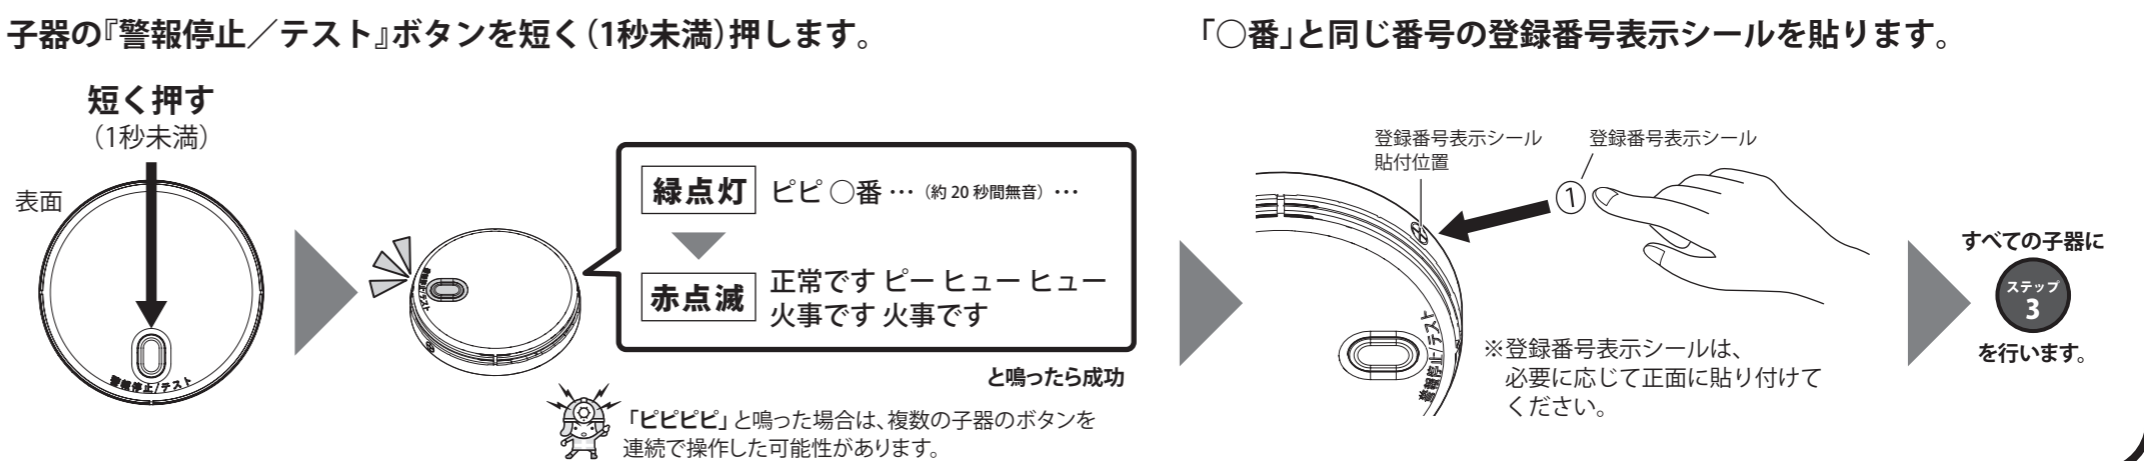 子器の『警報停止／テスト』ボタンを短く（1秒未満）押します。
短く押す
（1秒未満）
表面
警報停止/テスト
警報停止/テスト
緑点灯 ピピ ○番 … （約 20 秒間無音） …
赤点滅 正常です ピー ヒュー ヒュー
火事です 火事です
と鳴ったら成功
「ピピピピ」と鳴った場合は、複数の子器のボタンを
連続で操作した可能性があります。
「○番」と同じ番号の登録番号表示シールを貼ります。
登録番号表示シール
貼付位置
登録番号表示シール
①
警報停止/テスト
※登録番号表示シールは、
必要に応じて正面に貼り付けて
ください。
すべての子器に
ステップ
3
を行います。